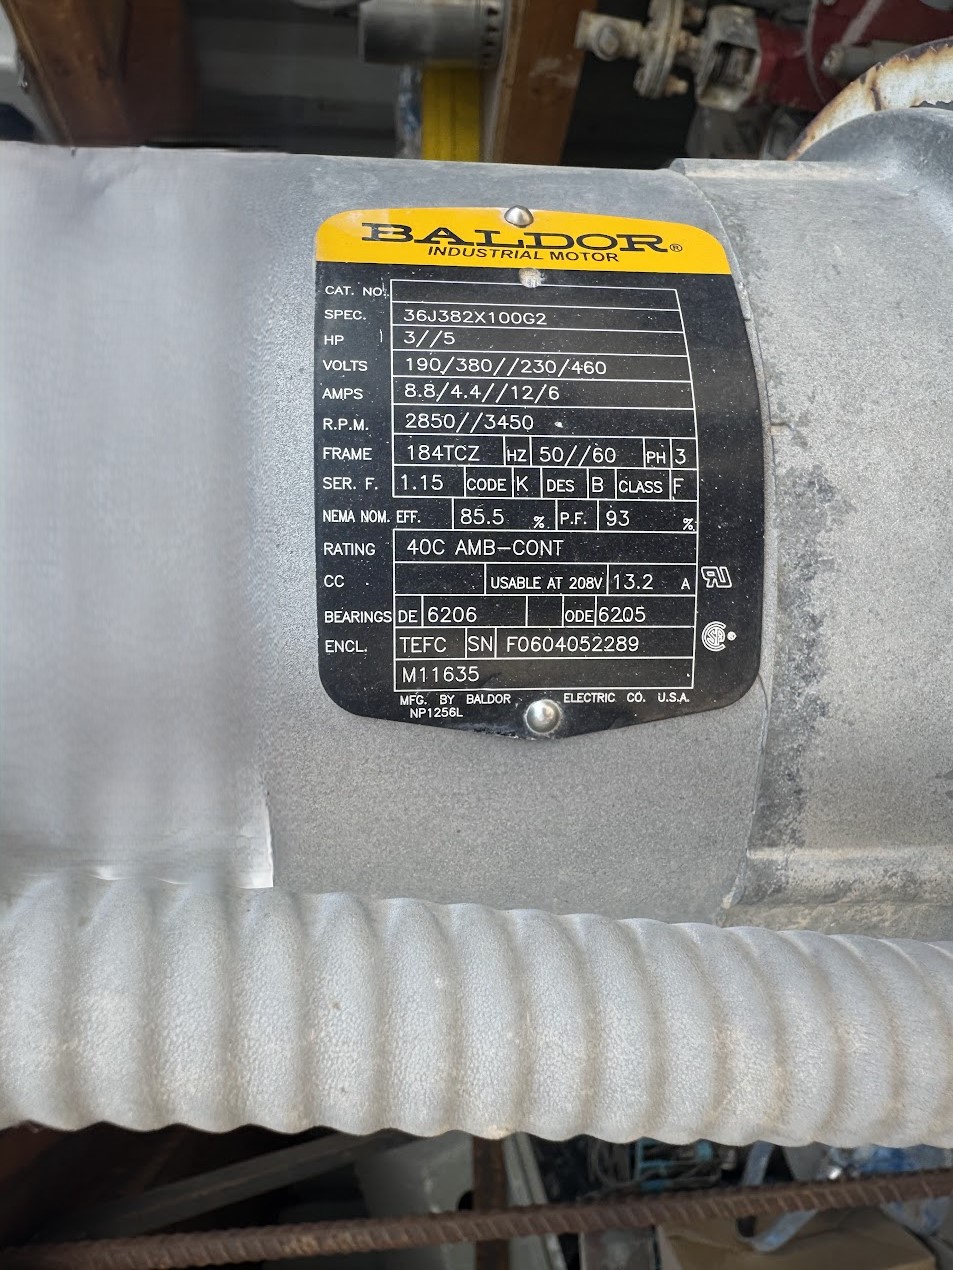 BALDOR®
INDUSTRIAL MOTOR
CAT. NO.
SPEC. 36J382X100G2
HP 3//5
VOLTS 190/380//230/460
AMPS 8.8/4.4//12/6
R.P.M. 2850//3450
FRAME 184TCZ HZ 50//60 PH 3
SER. F. 1.15 CODE K DES B CLASS F
NEMA NOM. EFF. 85.5 % P.F. 93 %
RATING 40C AMB-CONT
CC USABLE AT 208V 13.2 A
BEARINGS DE 6206 ODE 6205
ENCL. TEFC SN F0604052289
M11635
MFG. BY BALDOR ELECTRIC CO. U.S.A.
NP1256L